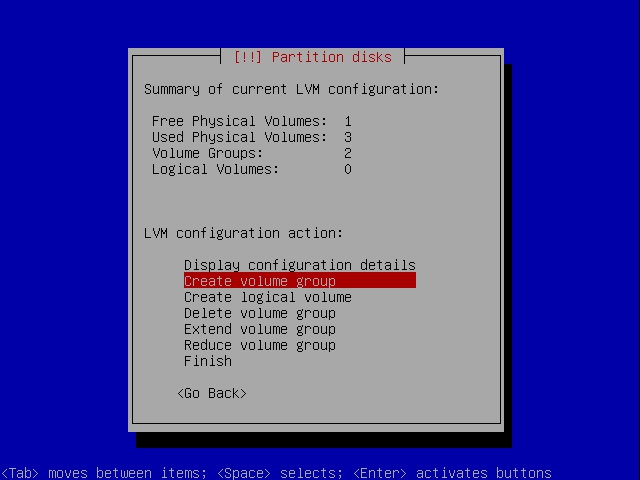 [!!] Partition disks
Summary of current LVM configuration:
Free Physical Volumes: 1
Used Physical Volumes: 3
Volume Groups: 2
Logical Volumes: 0
LVM configuration action:
Display configuration details
Create volume group
Create logical volume
Delete volume group
Extend volume group
Reduce volume group
Finish
<Go Back>
<Tab> moves between items; <Space> selects; <Enter> activates buttons